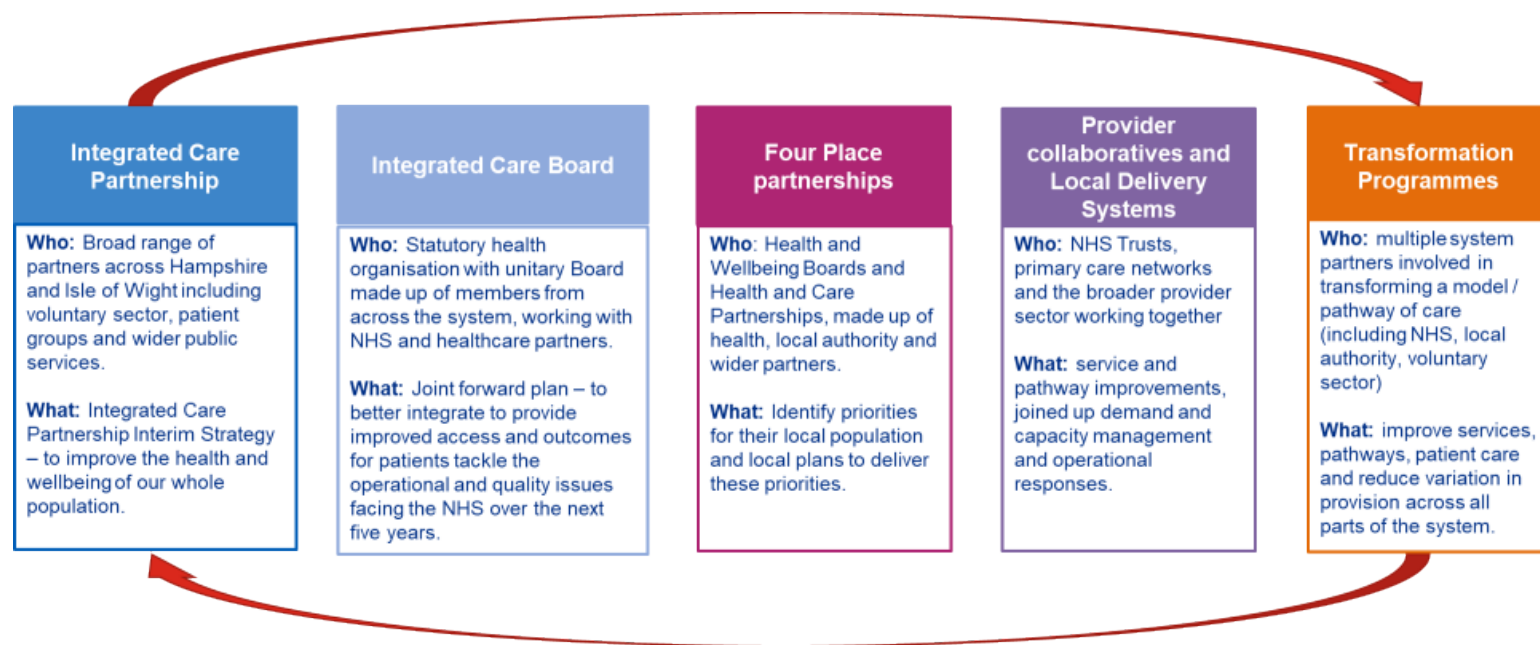 Integrated Care
Partnership
Who: Broad range of
partners across Hampshire
and Isle of Wight including
voluntary sector, patient
groups and wider public
services.
What: Integrated Care
Partnership Interim Strategy
– to improve the health and
wellbeing of our whole
population.
Integrated Care Board
Who: Statutory health
organisation with unitary Board
made up of members from
across the system, working with
NHS and healthcare partners.
What: Joint forward plan – to
better integrate to provide
improved access and outcomes
for patients tackle the
operational and quality issues
facing the NHS over the next
five years.
Four Place
partnerships
Who: Health and
Wellbeing Boards and
Health and Care
Partnerships, made up of
health, local authority and
wider partners.
What: Identify priorities
for their local population
and local plans to deliver
these priorities.
Provider
collaboratives and
Local Delivery
Systems
Who: NHS Trusts,
primary care networks
and the broader provider
sector working together
What: service and
pathway improvements,
joined up demand and
capacity management
and operational
responses.
Transformation
Programmes
Who: multiple system
partners involved in
transforming a model /
pathway of care
(including NHS, local
authority, voluntary
sector)
What: improve services,
pathways, patient care
and reduce variation in
provision across all
parts of the system.